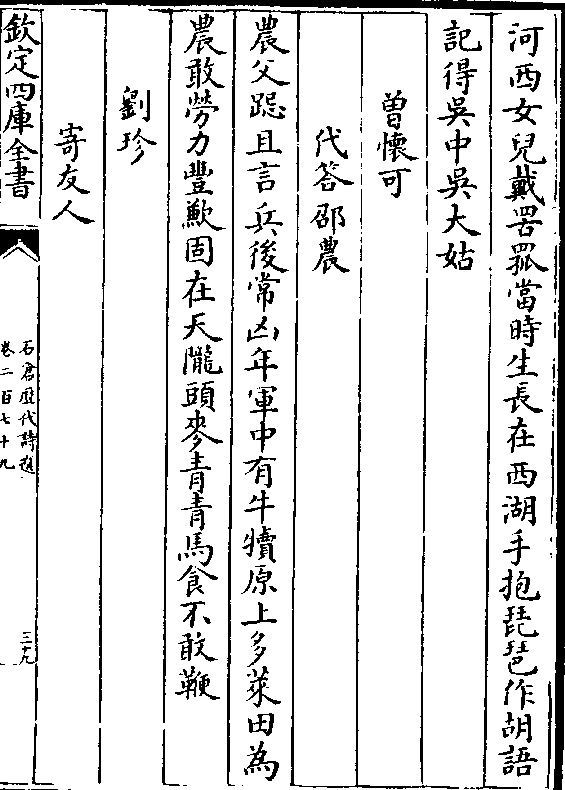 河西女兒戴罟罛當時生長在西湖手抱琵琶作胡語
記得吳中吳大姑
曾懐可
代答邵農
農父跽且言兵後常凶年軍中有牛犢原上多萊田為
農敢勞力豐歉固在天隴頭麥青青馬食不敢鞭
劉珍
寄友人
欽定四庫全書
石倉歴代詩選
卷二百七十九
三十九